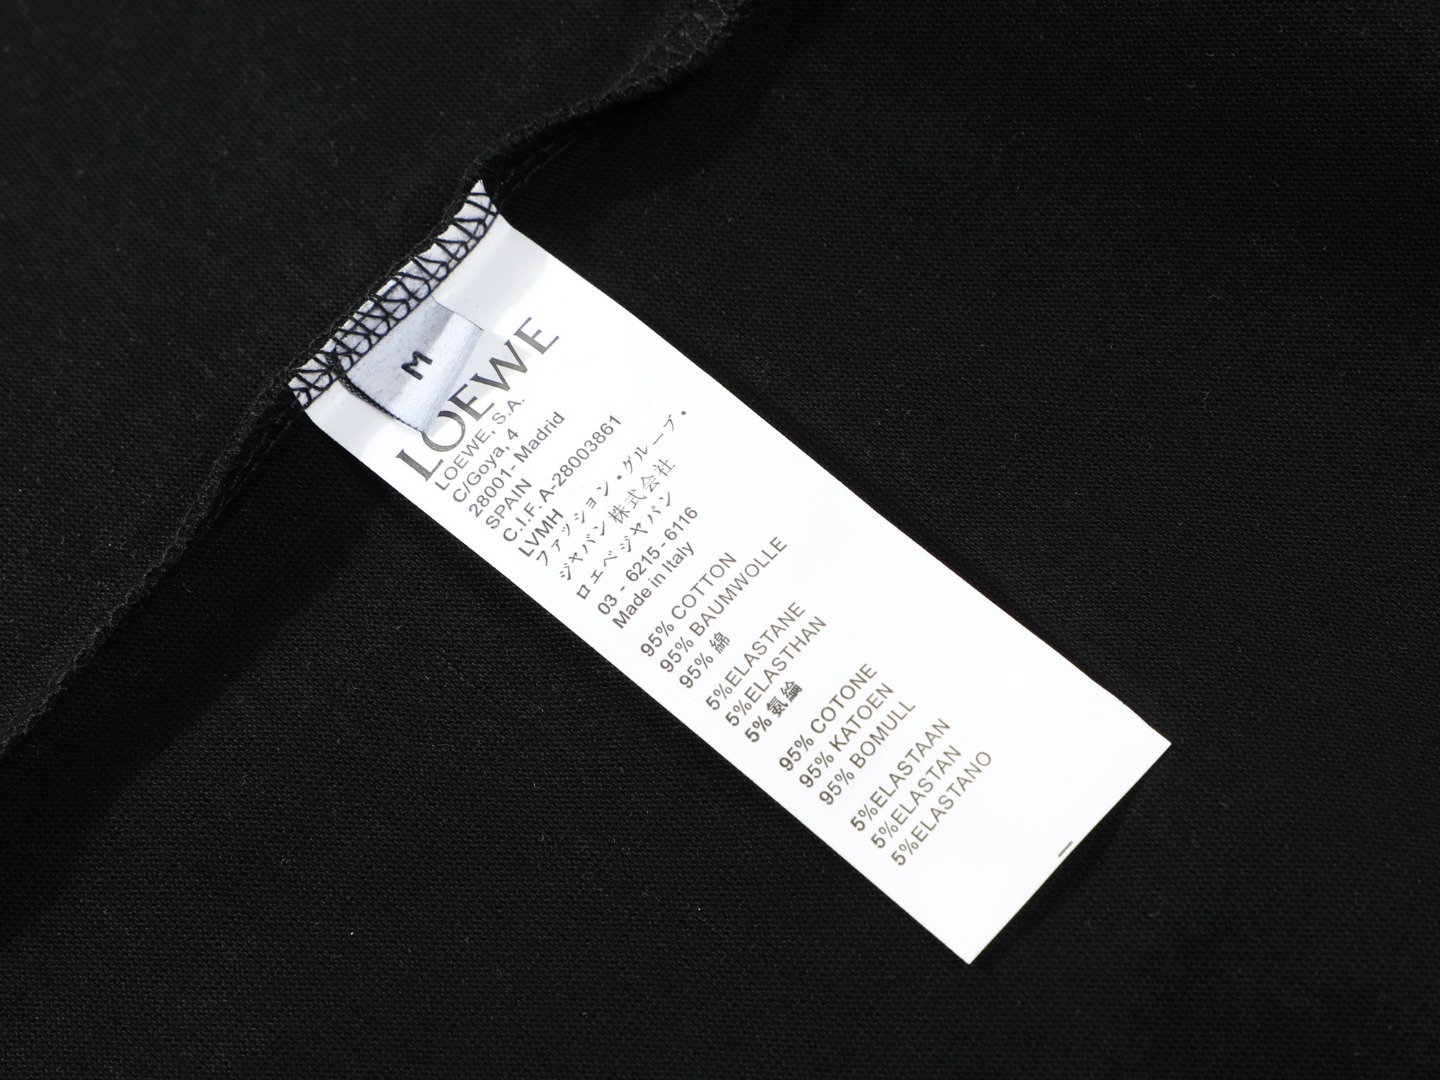 M
LOEWE
LOEWE, S.A.
C/Goya, 4
28001- Madrid
SPAIN
C.I.F. A-28003861
LVMH
ファッション・グループ・
ジャパン株式会社
ロエベジャパン
03 - 6215 - 6116
Made in Italy
95% COTTON
95% BAUMWOLLE
95% 綿
5%ELASTANE
5%ELASTHAN
5% 氨綸
95% COTONE
95% KATOEN
95% BOMULL
5%ELASTAAN
5%ELASTAN
5%ELASTANO